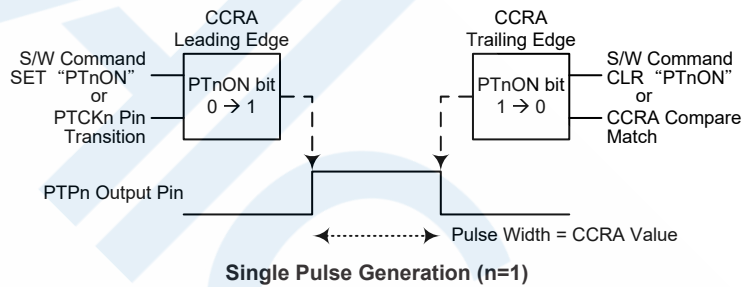 CCRA
Leading Edge
CCRA
Trailing Edge
S/W Command
SET “PTnON”
or
PTCKn Pin
Transition
PTnON bit
0 → 1
PTnON bit
1 → 0
S/W Command
CLR “PTnON”
or
CCRA Compare
Match
PTPn Output Pin
Pulse Width = CCRA Value
Single Pulse Generation (n=1)